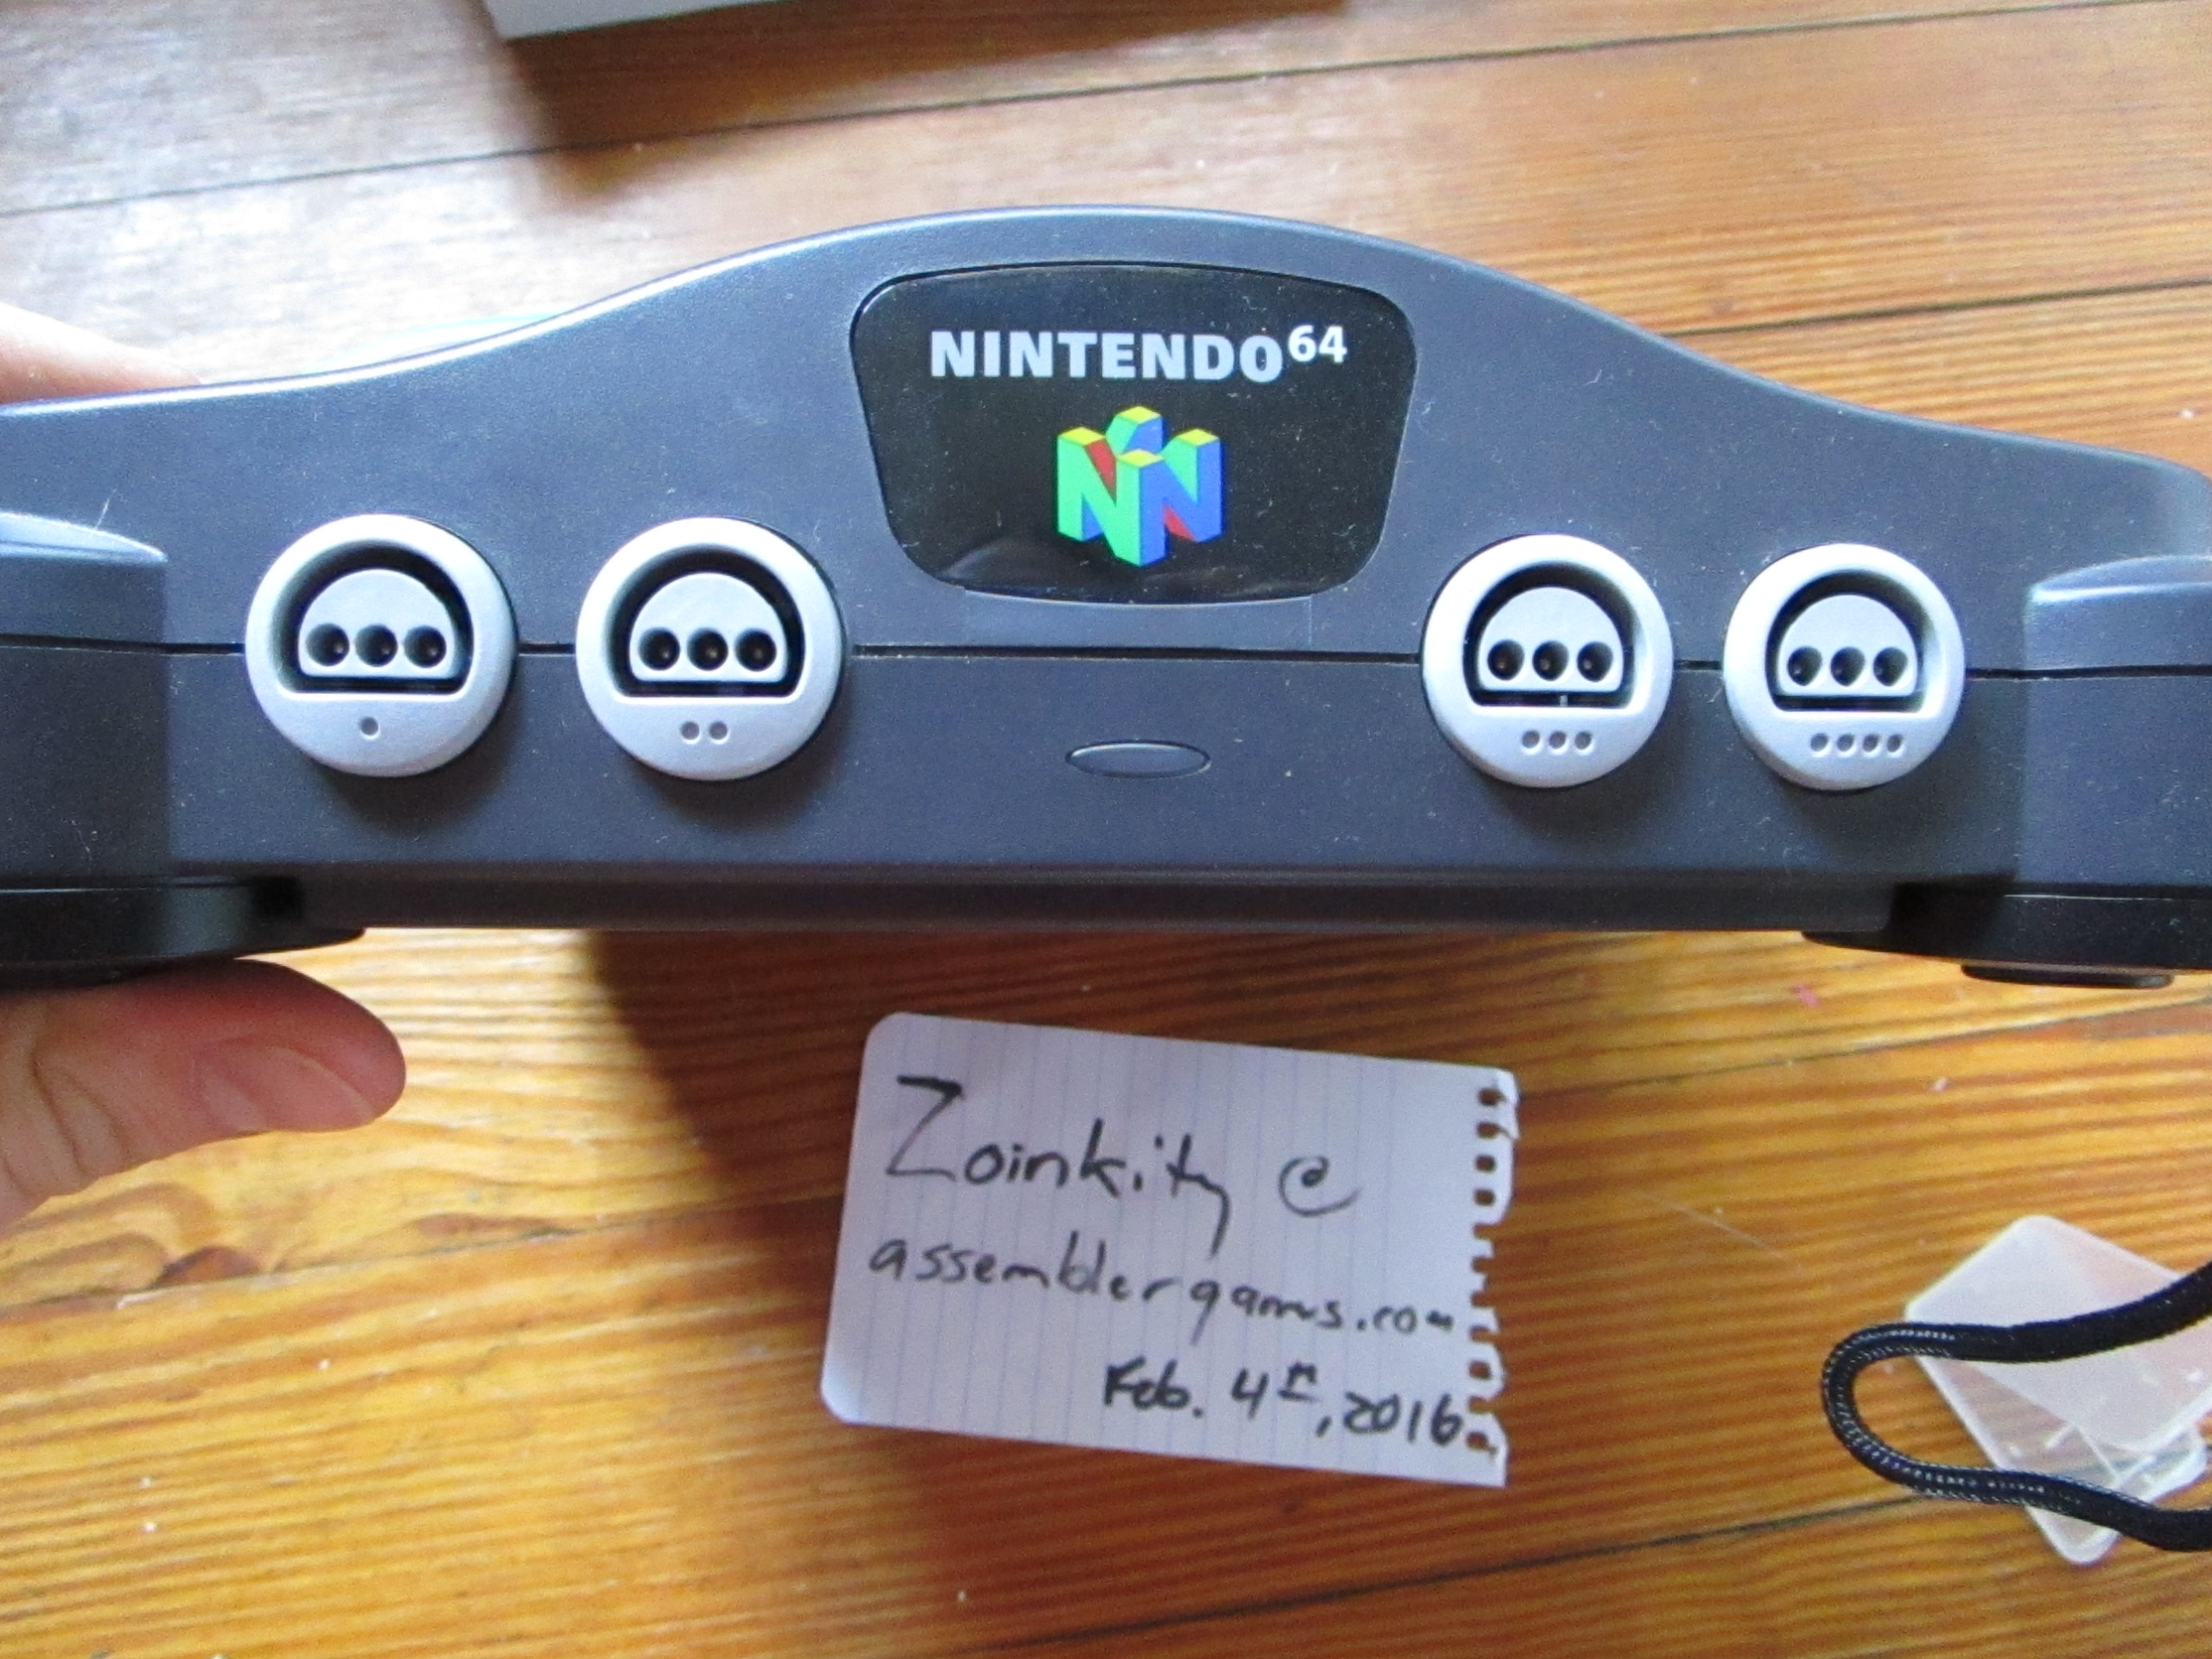 NINTENDO64
Zoinkity @
assemblergames.com
Feb. 4th, 2016